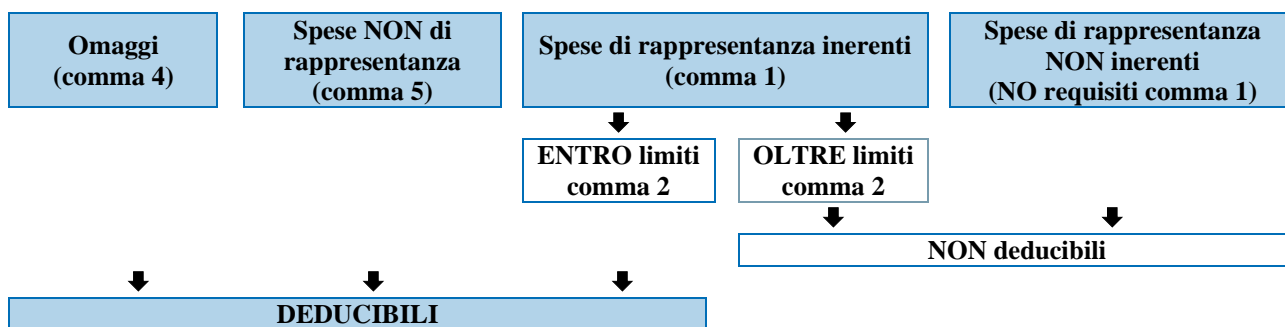 Omaggi
(comma 4)
Spese NON di
rappresentanza
(comma 5)
Spese di rappresentanza inerenti
(comma 1)
Spese di rappresentanza
NON inerenti
(NO requisiti comma 1)
ENTRO limiti
comma 2
OLTRE limiti
comma 2
NON deducibili
DEDUCIBILI